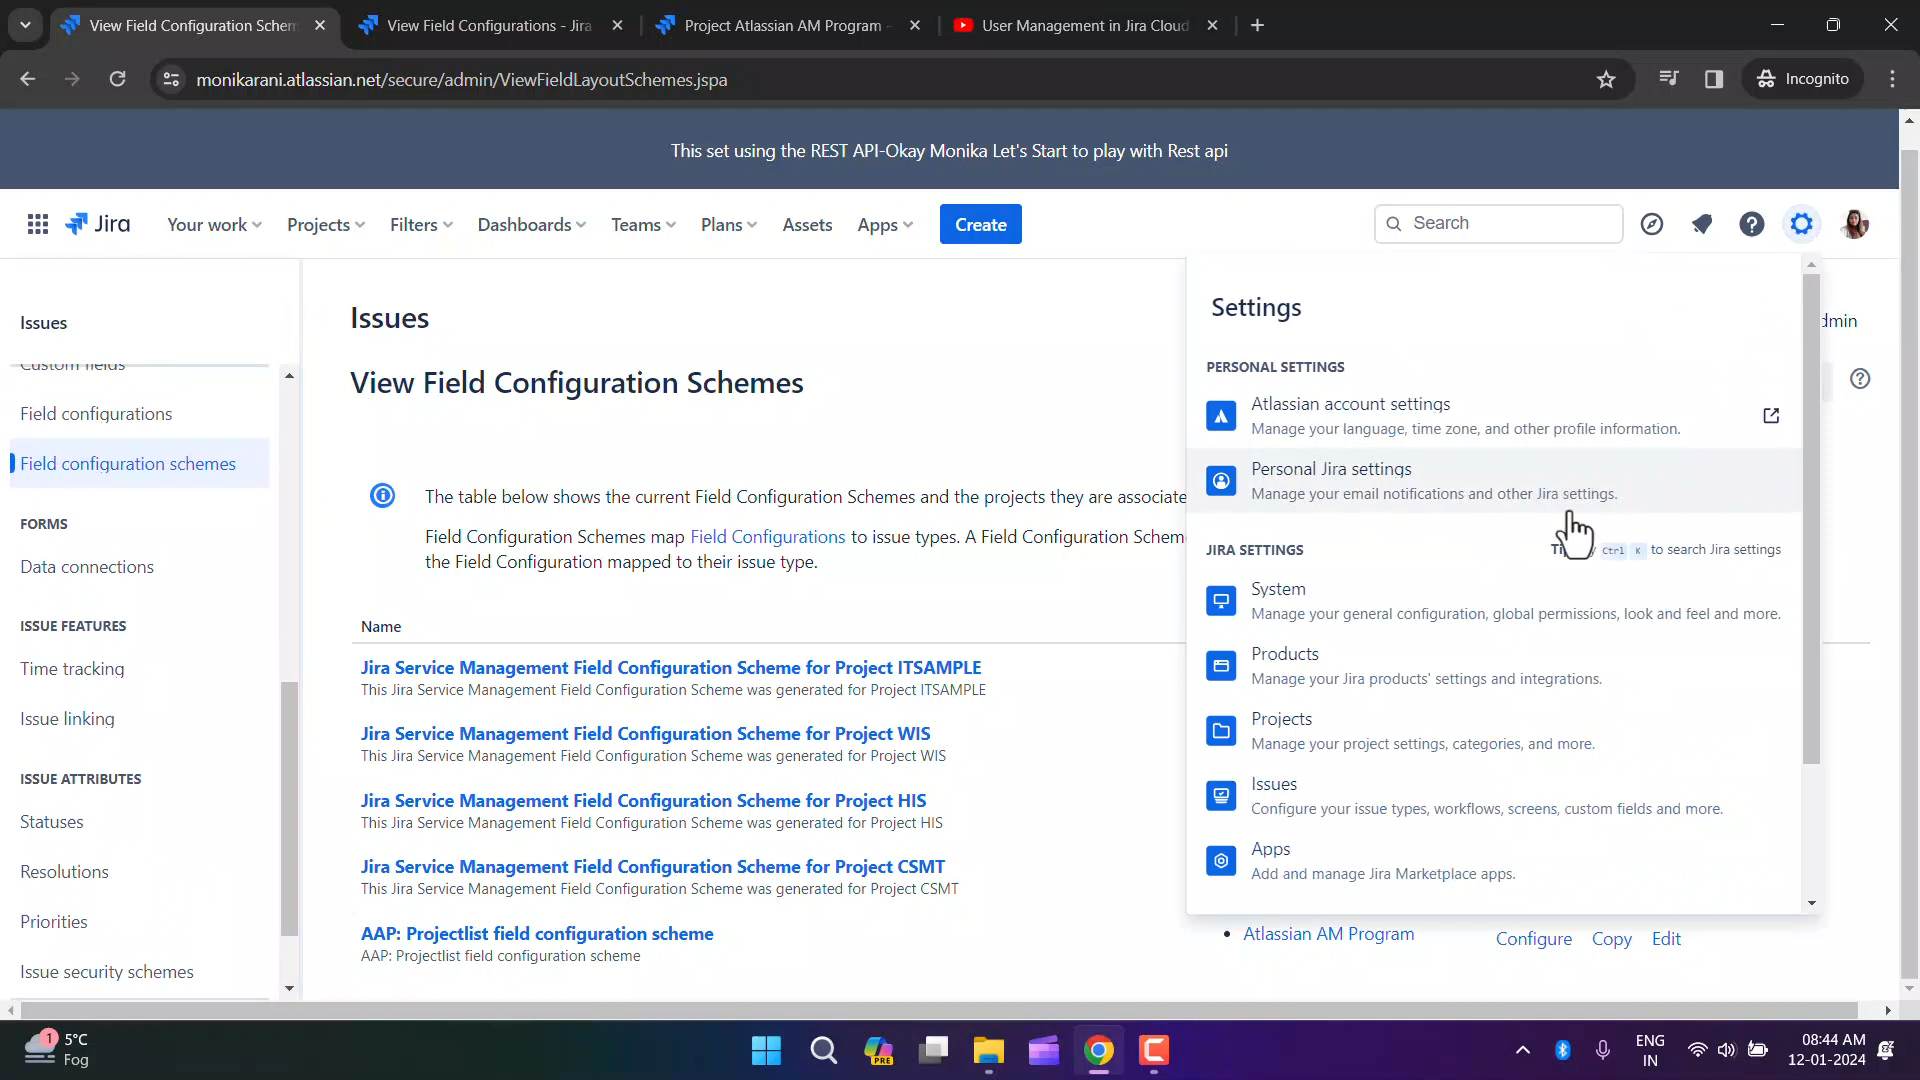 View Field Configuration Schem
View Field Configurations - Jira
Project Atlassian AM Program -
User Management in Jira Cloud
monikarani.atlassian.net/secure/admin/ViewFieldLayoutSchemes.jspa
Incognito
This set using the REST API-Okay Monika Let's Start to play with Rest api
Jira
Your work
Projects
Filters
Dashboards
Teams
Plans
Assets
Apps
Create
Search
Issues
Custom fields
Field configurations
Field configuration schemes
FORMS
Data connections
ISSUE FEATURES
Time tracking
Issue linking
ISSUE ATTRIBUTES
Statuses
Resolutions
Priorities
Issue security schemes
Issues
View Field Configuration Schemes
The table below shows the current Field Configuration Schemes and the projects they are associate
Field Configuration Schemes map Field Configurations to issue types. A Field Configuration Schem
the Field Configuration mapped to their issue type.
Name
Jira Service Management Field Configuration Scheme for Project ITSAMPLE
This Jira Service Management Field Configuration Scheme was generated for Project ITSAMPLE
Jira Service Management Field Configuration Scheme for Project WIS
This Jira Service Management Field Configuration Scheme was generated for Project WIS
Jira Service Management Field Configuration Scheme for Project HIS
This Jira Service Management Field Configuration Scheme was generated for Project HIS
Jira Service Management Field Configuration Scheme for Project CSMT
This Jira Service Management Field Configuration Scheme was generated for Project CSMT
AAP: Projectlist field configuration scheme
AAP: Projectlist field configuration scheme
Atlassian AM Program
Configure Copy Edit
dmin
Settings
PERSONAL SETTINGS
Atlassian account settings
Manage your language, time zone, and other profile information.
Personal Jira settings
Manage your email notifications and other Jira settings.
JIRA SETTINGS
Ctrl K to search Jira settings
System
Manage your general configuration, global permissions, look and feel and more.
Products
Manage your Jira products' settings and integrations.
Projects
Manage your project settings, categories, and more.
Issues
Configure your issue types, workflows, screens, custom fields and more.
Apps
Add and manage Jira Marketplace apps.
1
5°C
Fog
PRE
ENG
IN
08:44 AM
12-01-2024